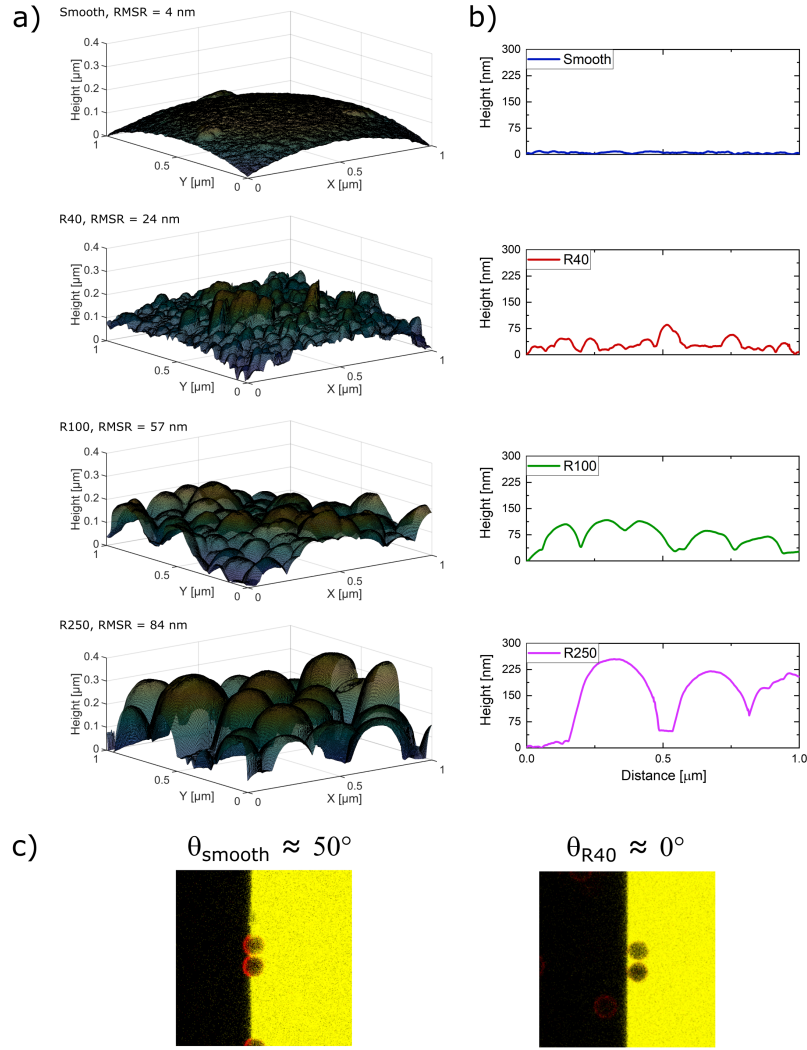 a)
Smooth, RMSR = 4 nm
Height [µm]
0.4
0.3
0.2
0.1
0
1
0.5
0
Y [µm]
0
0.5
1
X [µm]
R40, RMSR = 24 nm
Height [µm]
0.4
0.3
0.2
0.1
0
1
0.5
0
Y [µm]
0
0.5
1
X [µm]
R100, RMSR = 57 nm
Height [µm]
0.4
0.3
0.2
0.1
0
1
0.5
0
Y [µm]
0
0.5
1
X [µm]
R250, RMSR = 84 nm
Height [µm]
0.4
0.3
0.2
0.1
0
1
0.5
0
Y [µm]
0
0.5
1
X [µm]
b)
Height [nm]
300
225
150
75
0
Smooth
Height [nm]
300
225
150
75
0
R40
Height [nm]
300
225
150
75
0
R100
Height [nm]
300
225
150
75
0
R250
0.0
0.5
1.0
Distance [µm]
c)
θsmooth ≈ 50°
θR40 ≈ 0°